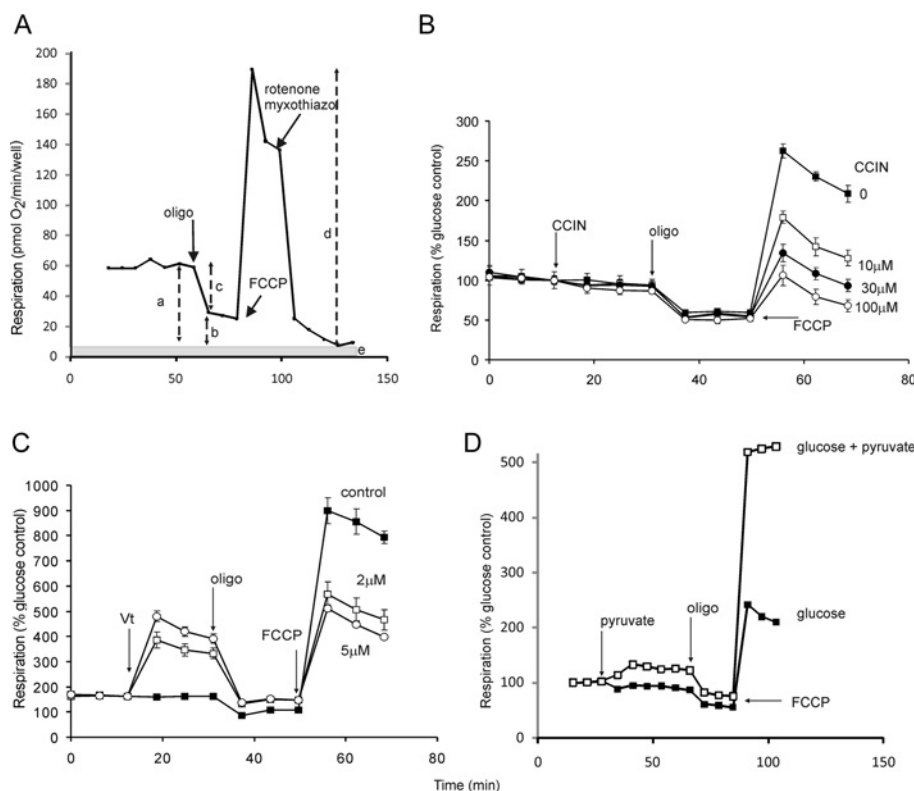 A
Respiration (pmol O2/min/well)
200
180
160
140
120
100
80
60
40
20
0
0
50
100
150
oligo
rotenone
myxothiazol
FCCP
a
b
c
d
e
B
Respiration (% glucose control)
300
250
200
150
100
50
0
0
20
40
60
80
CCIN
oligo
FCCP
CCIN
0
10μM
30μM
100μM
C
Respiration (% glucose control)
1000
900
800
700
600
500
400
300
200
100
0
0
20
40
60
80
Vt
oligo
FCCP
control
2μM
5μM
D
Respiration (% glucose control)
500
400
300
200
100
0
0
50
100
150
pyruvate
oligo
FCCP
glucose + pyruvate
glucose
Time (min)